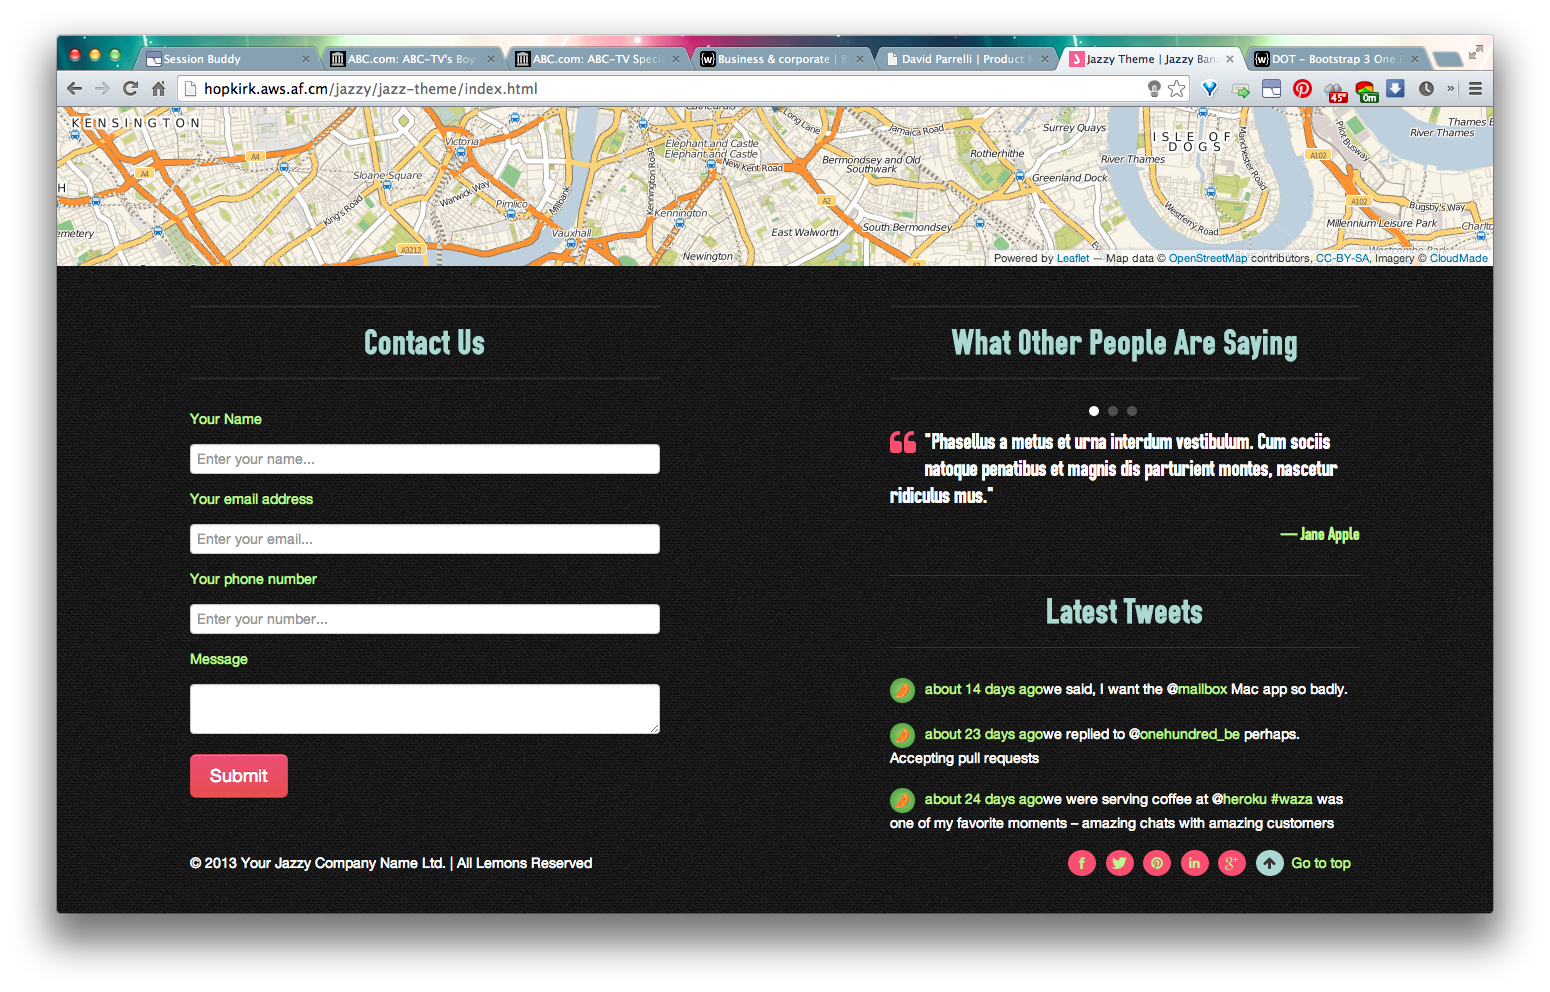 Session Buddy
ABC.com: ABC-TV's Boy
ABC.com: ABC-TV Speci
Business & corporate | B
David Parrelli | Product
Jazzy Theme | Jazzy Ban
DOT - Bootstrap 3 One
hopkirk.aws.af.cm/jazzy/jazz-theme/index.html
45°
0m
KENSINGTON
Victoria
Cathedrals
Elephant and Castle
Elephant and Castle
Long Lane
Jamaica Road
Surrey Quays
ISLE OF
DOGS
Manchester Road
Pilot Busway
Thames B
River Thames
A4
A4
Sloane Square
Warwick Way
Kennington Road
New Kent Road
Bermondsey and Old
Southwark
Rotherhithe
Greenland Dock
River Thames
A102
King's Road
Pimlico
Millbank
Kennington
A2
South Bermondsey
Westferry Road
A102
Bugsby's Way
Millennium Leisure Park
Charlto
emetery
A3212
Vauxhall
Newington
East Walworth
A2
Westcombe Park
Powered by Leaflet — Map data © OpenStreetMap contributors, CC-BY-SA, Imagery © CloudMade
Contact Us
Your Name
Enter your name...
Your email address
Enter your email...
Your phone number
Enter your number...
Message
Submit
What Other People Are Saying
"Phasellus a metus et urna interdum vestibulum. Cum sociis
natoque penatibus et magnis dis parturient montes, nascetur
ridiculus mus."
— Jane Apple
Latest Tweets
about 14 days agowe said, I want the @mailbox Mac app so badly.
about 23 days agowe replied to @onehundred_be perhaps.
Accepting pull requests
about 24 days agowe were serving coffee at @heroku #waza was
one of my favorite moments – amazing chats with amazing customers
© 2013 Your Jazzy Company Name Ltd. | All Lemons Reserved
Go to top